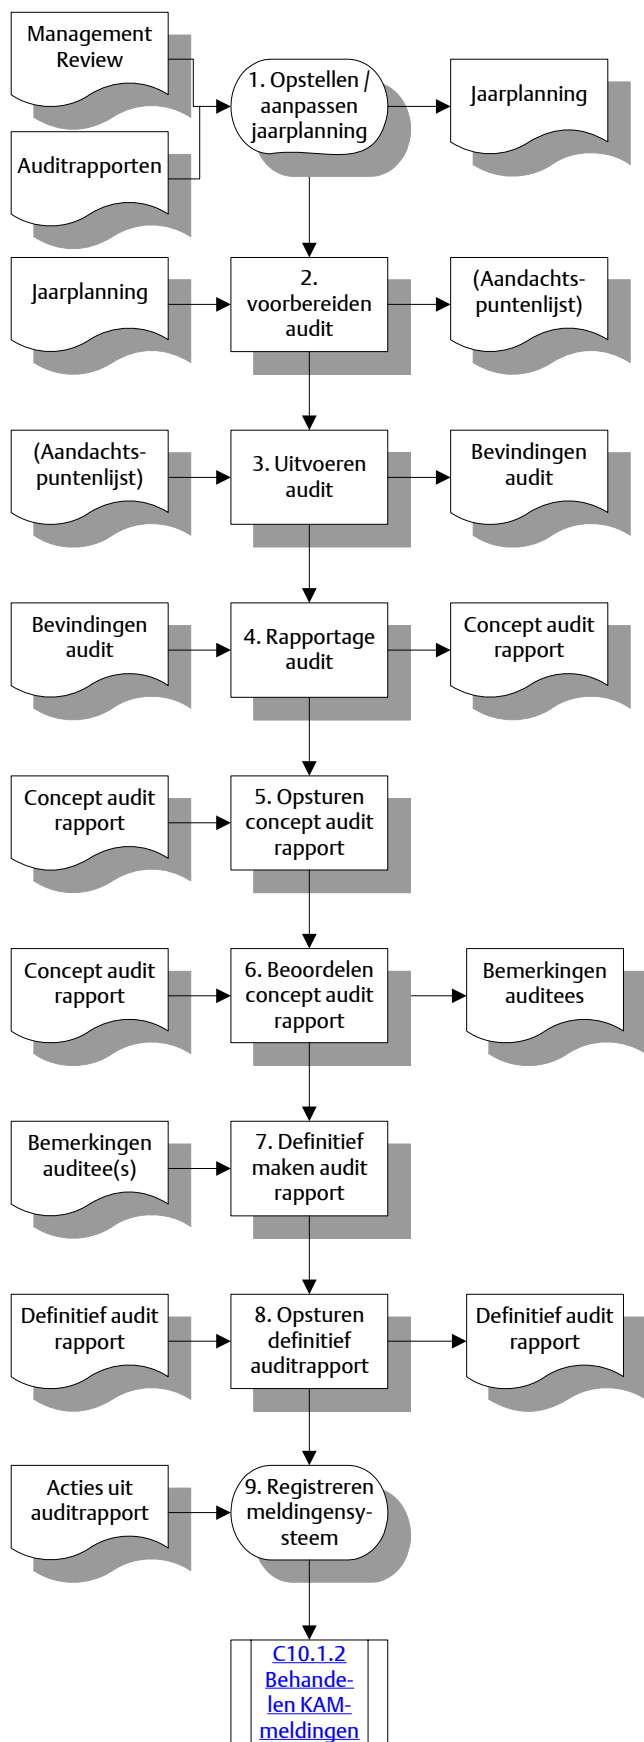 Management
Review
Auditrapporten
1. Opstellen /
aanpassen
jaarplanning
Jaarplanning
Jaarplanning
2.
voorbereiden
audit
(Aandachts-
puntenlijst)
(Aandachts-
puntenlijst)
3. Uitvoeren
audit
Bevindingen
audit
Bevindingen
audit
4. Rapportage
audit
Concept audit
rapport
Concept audit
rapport
5. Opsturen
concept audit
rapport
Concept audit
rapport
6. Beoordelen
concept audit
rapport
Bemerkingen
auditees
Bemerkingen
auditee(s)
7. Definitief
maken audit
rapport
Definitief audit
rapport
8. Opsturen
definitief
auditrapport
Definitief audit
rapport
Acties uit
auditrapport
9. Registreren
meldingensy-
steem
C10.1.2
Behande-
len KAM-
meldingen